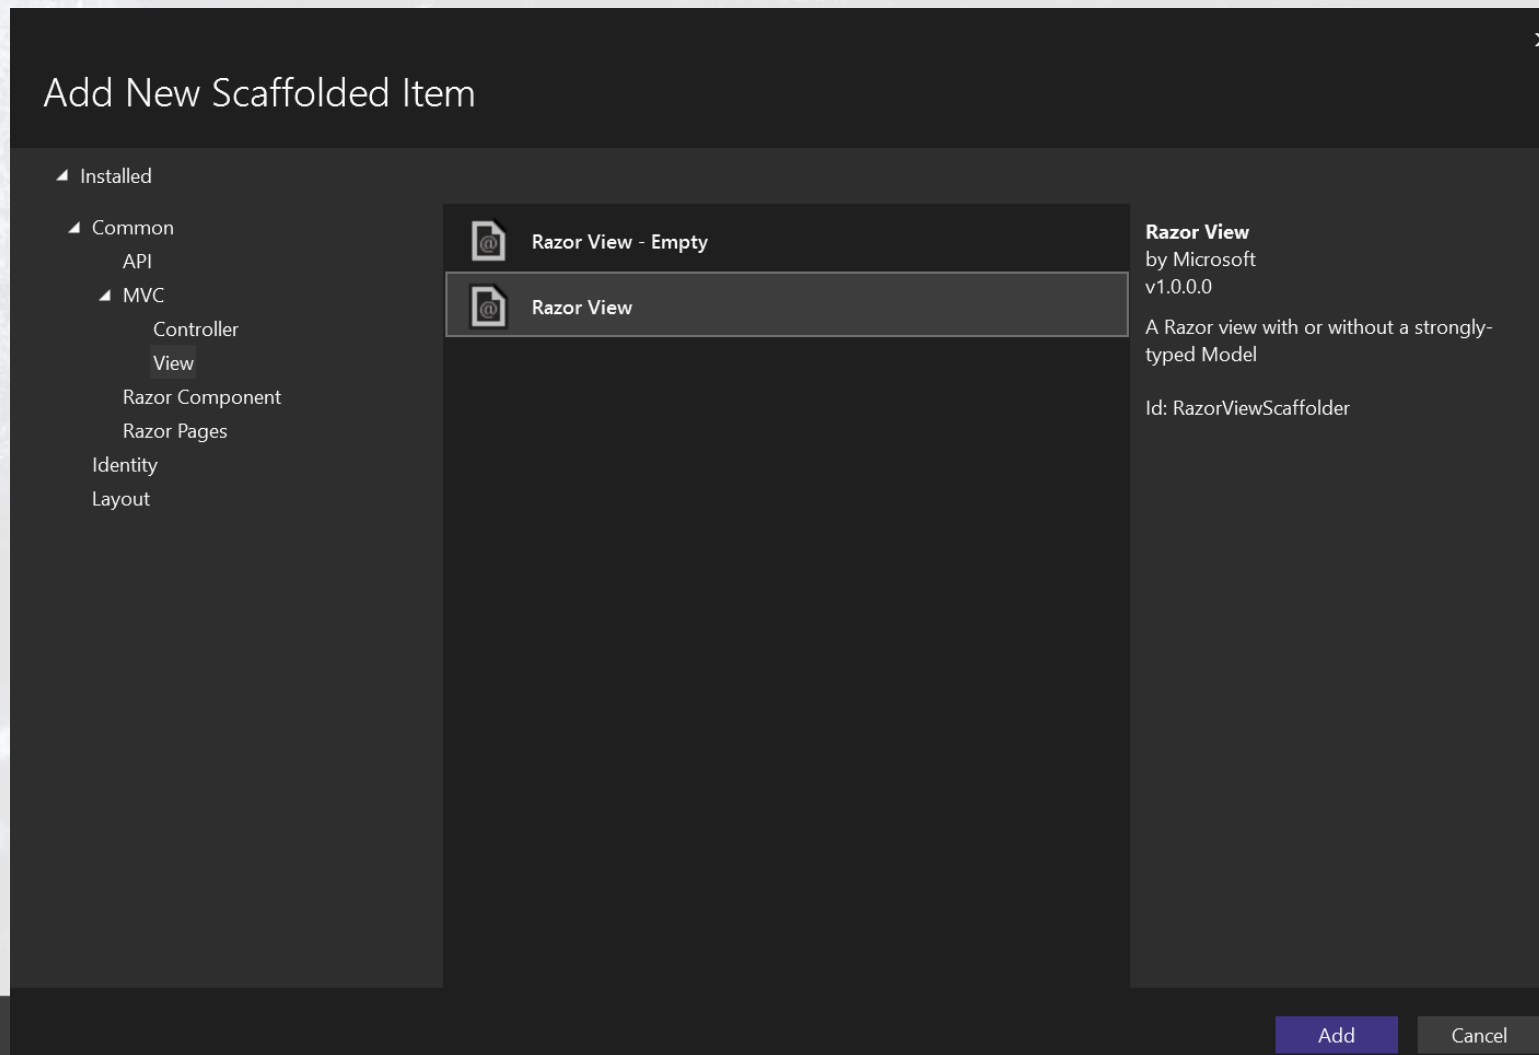 Add New Scaffolded Item
Installed
Common
API
MVC
Controller
View
Razor Component
Razor Pages
Identity
Layout
Razor View - Empty
Razor View
Razor View
by Microsoft
v1.0.0.0
A Razor view with or without a strongly-
typed Model
Id: RazorViewScaffolder
Add
Cancel